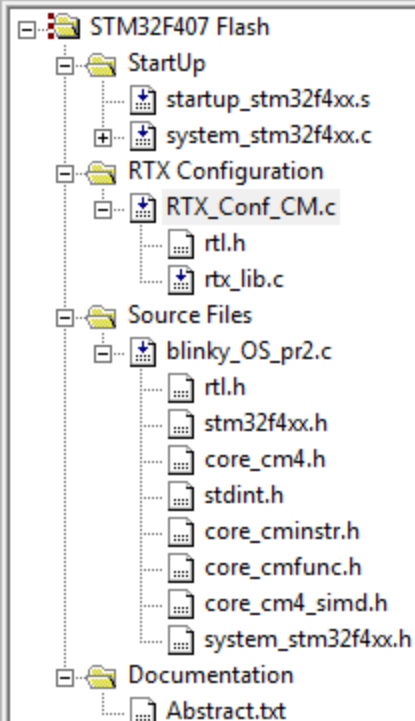 STM32F407 Flash
StartUp
startup_stm32f4xx.s
system_stm32f4xx.c
RTX Configuration
RTX_Conf_CM.c
rtl.h
rtx_lib.c
Source Files
blinky_OS_pr2.c
rtl.h
stm32f4xx.h
core_cm4.h
stdint.h
core_cminstr.h
core_cmfunc.h
core_cm4_simd.h
system_stm32f4xx.h
Documentation
Abstract.txt